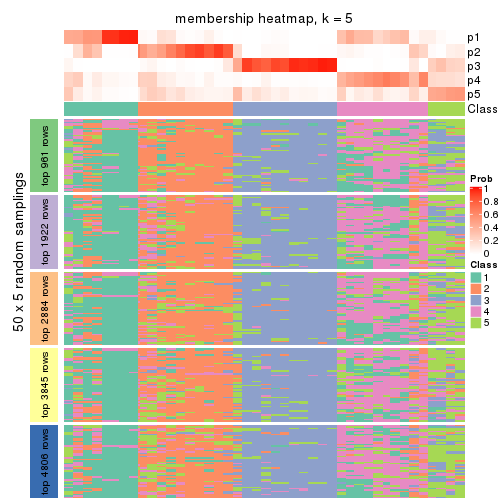 membership heatmap, k = 5
p1
p2
p3
p4
p5
Class
50 x 5 random samplings
top 961 rows
top 1922 rows
top 2884 rows
top 3845 rows
top 4806 rows
Prob
1
0.8
0.6
0.4
0.2
0
Class
1
2
3
4
5